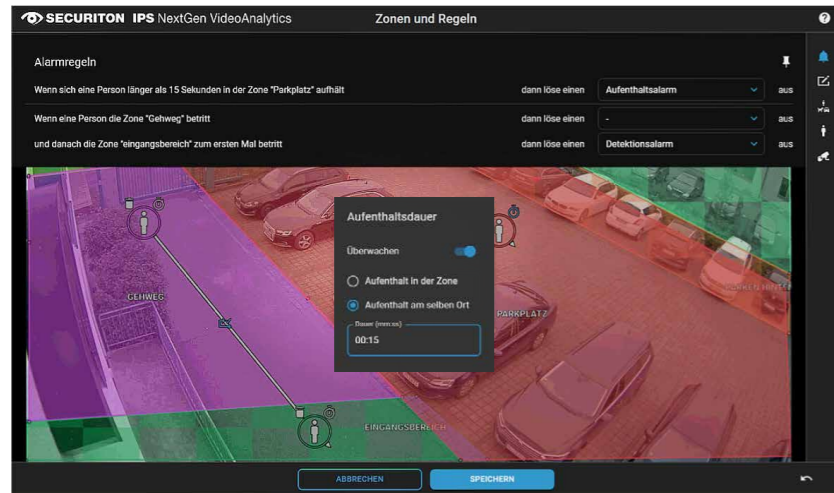 SECURITON IPS NextGen VideoAnalytics
Zonen und Regeln
Alarmregeln
Wenn sich eine Person länger als 15 Sekunden in der Zone "Parkplatz" aufhält dann löse einen Aufenthaltsalarm aus
Wenn eine Person die Zone "Gehweg" betritt dann löse einen - aus
und danach die Zone "eingangsbereich" zum ersten Mal betritt dann löse einen Detektionsalarm aus
Aufenthaltsdauer
Überwachen
Aufenthalt in der Zone
Aufenthalt am selben Ort
Dauer (mm:ss)
00:15
GEHWEG
PARKPLATZ
EINGANGSBEREICH
ABBRECHEN
SPEICHERN